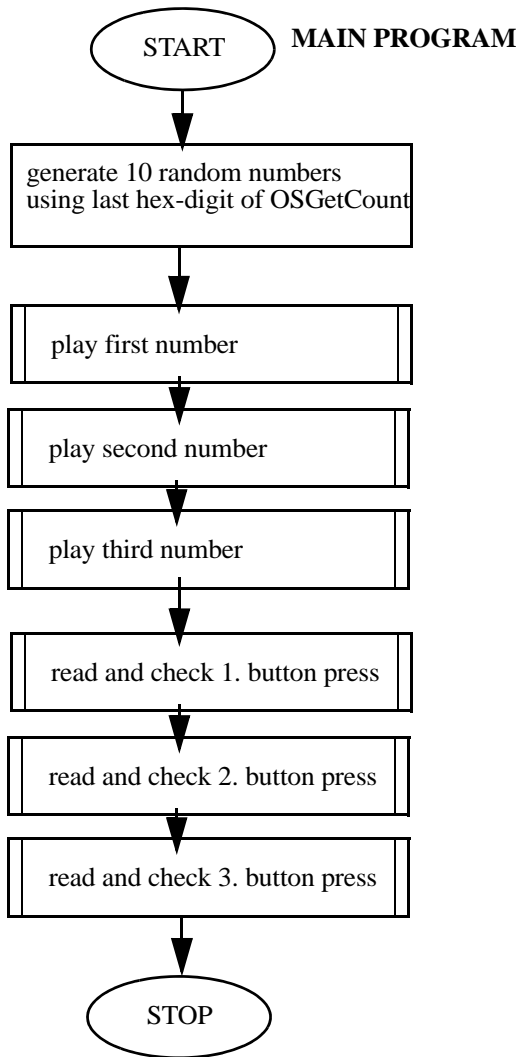 START
MAIN PROGRAM
generate 10 random numbers
using last hex-digit of OSGetCount
play first number
play second number
play third number
read and check 1. button press
read and check 2. button press
read and check 3. button press
STOP